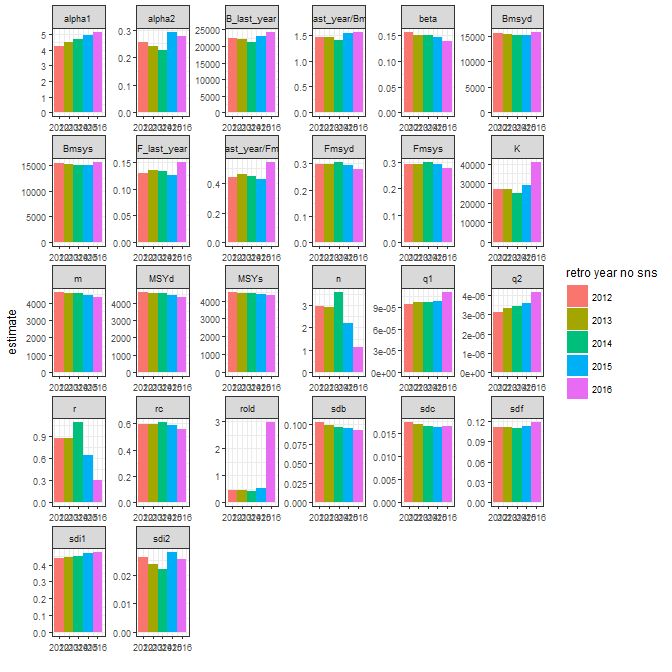 alpha1 alpha2 B_last_year ast_year/Bm beta Bmsyd
5 4 3 2 1 0
0.3 0.2 0.1 0.0
25000 20000 15000 10000 5000 0
1.5 1.0 0.5 0.0
0.15 0.10 0.05 0.00
15000 10000 5000 0
Bmsys F_last_year ast_year/Fm Fmsyd Fmsys K
15000 10000 5000 0
0.15 0.10 0.05 0.00
0.4 0.2 0.0
0.3 0.2 0.1 0.0
0.3 0.2 0.1 0.0
40000 30000 20000 10000 0
m MSYd MSYs n q1 q2
4000 3000 2000 1000 0
4000 3000 2000 1000 0
4000 3000 2000 1000 0
3 2 1 0
9e-05 6e-05 3e-05 0e+00
4e-06 3e-06 2e-06 1e-06 0e+00
r rc rold sdb sdc sdf
0.9 0.6 0.3 0.0
0.6 0.4 0.2 0.0
3 2 1 0
0.100 0.075 0.050 0.025 0.000
0.015 0.010 0.005 0.000
0.12 0.09 0.06 0.03 0.00
sdi1 sdi2
0.4 0.3 0.2 0.1 0.0
0.02 0.01 0.00
estimate
retro year no sns
2012
2013
2014
2015
2016